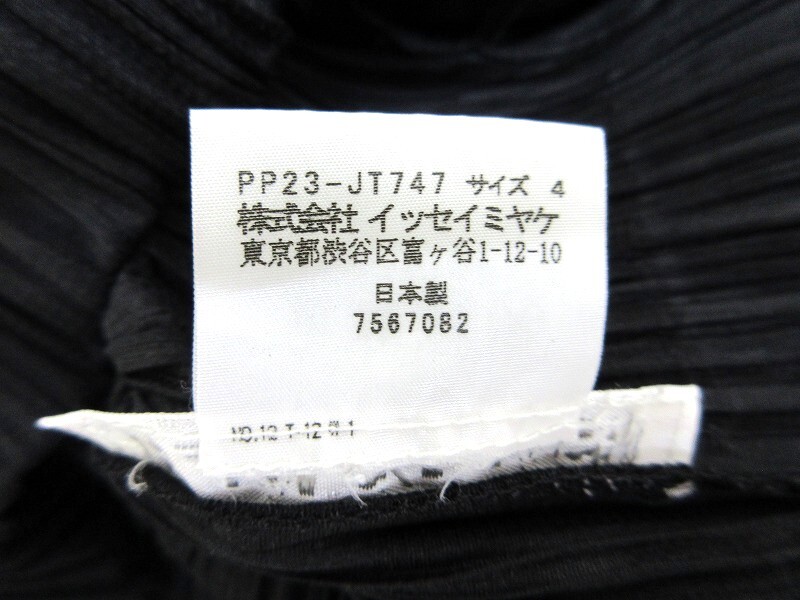 PP23-JT747 サイズ 4
株式会社 イッセイミヤケ
東京都渋谷区富ヶ谷1-12-10
日本製
7567082